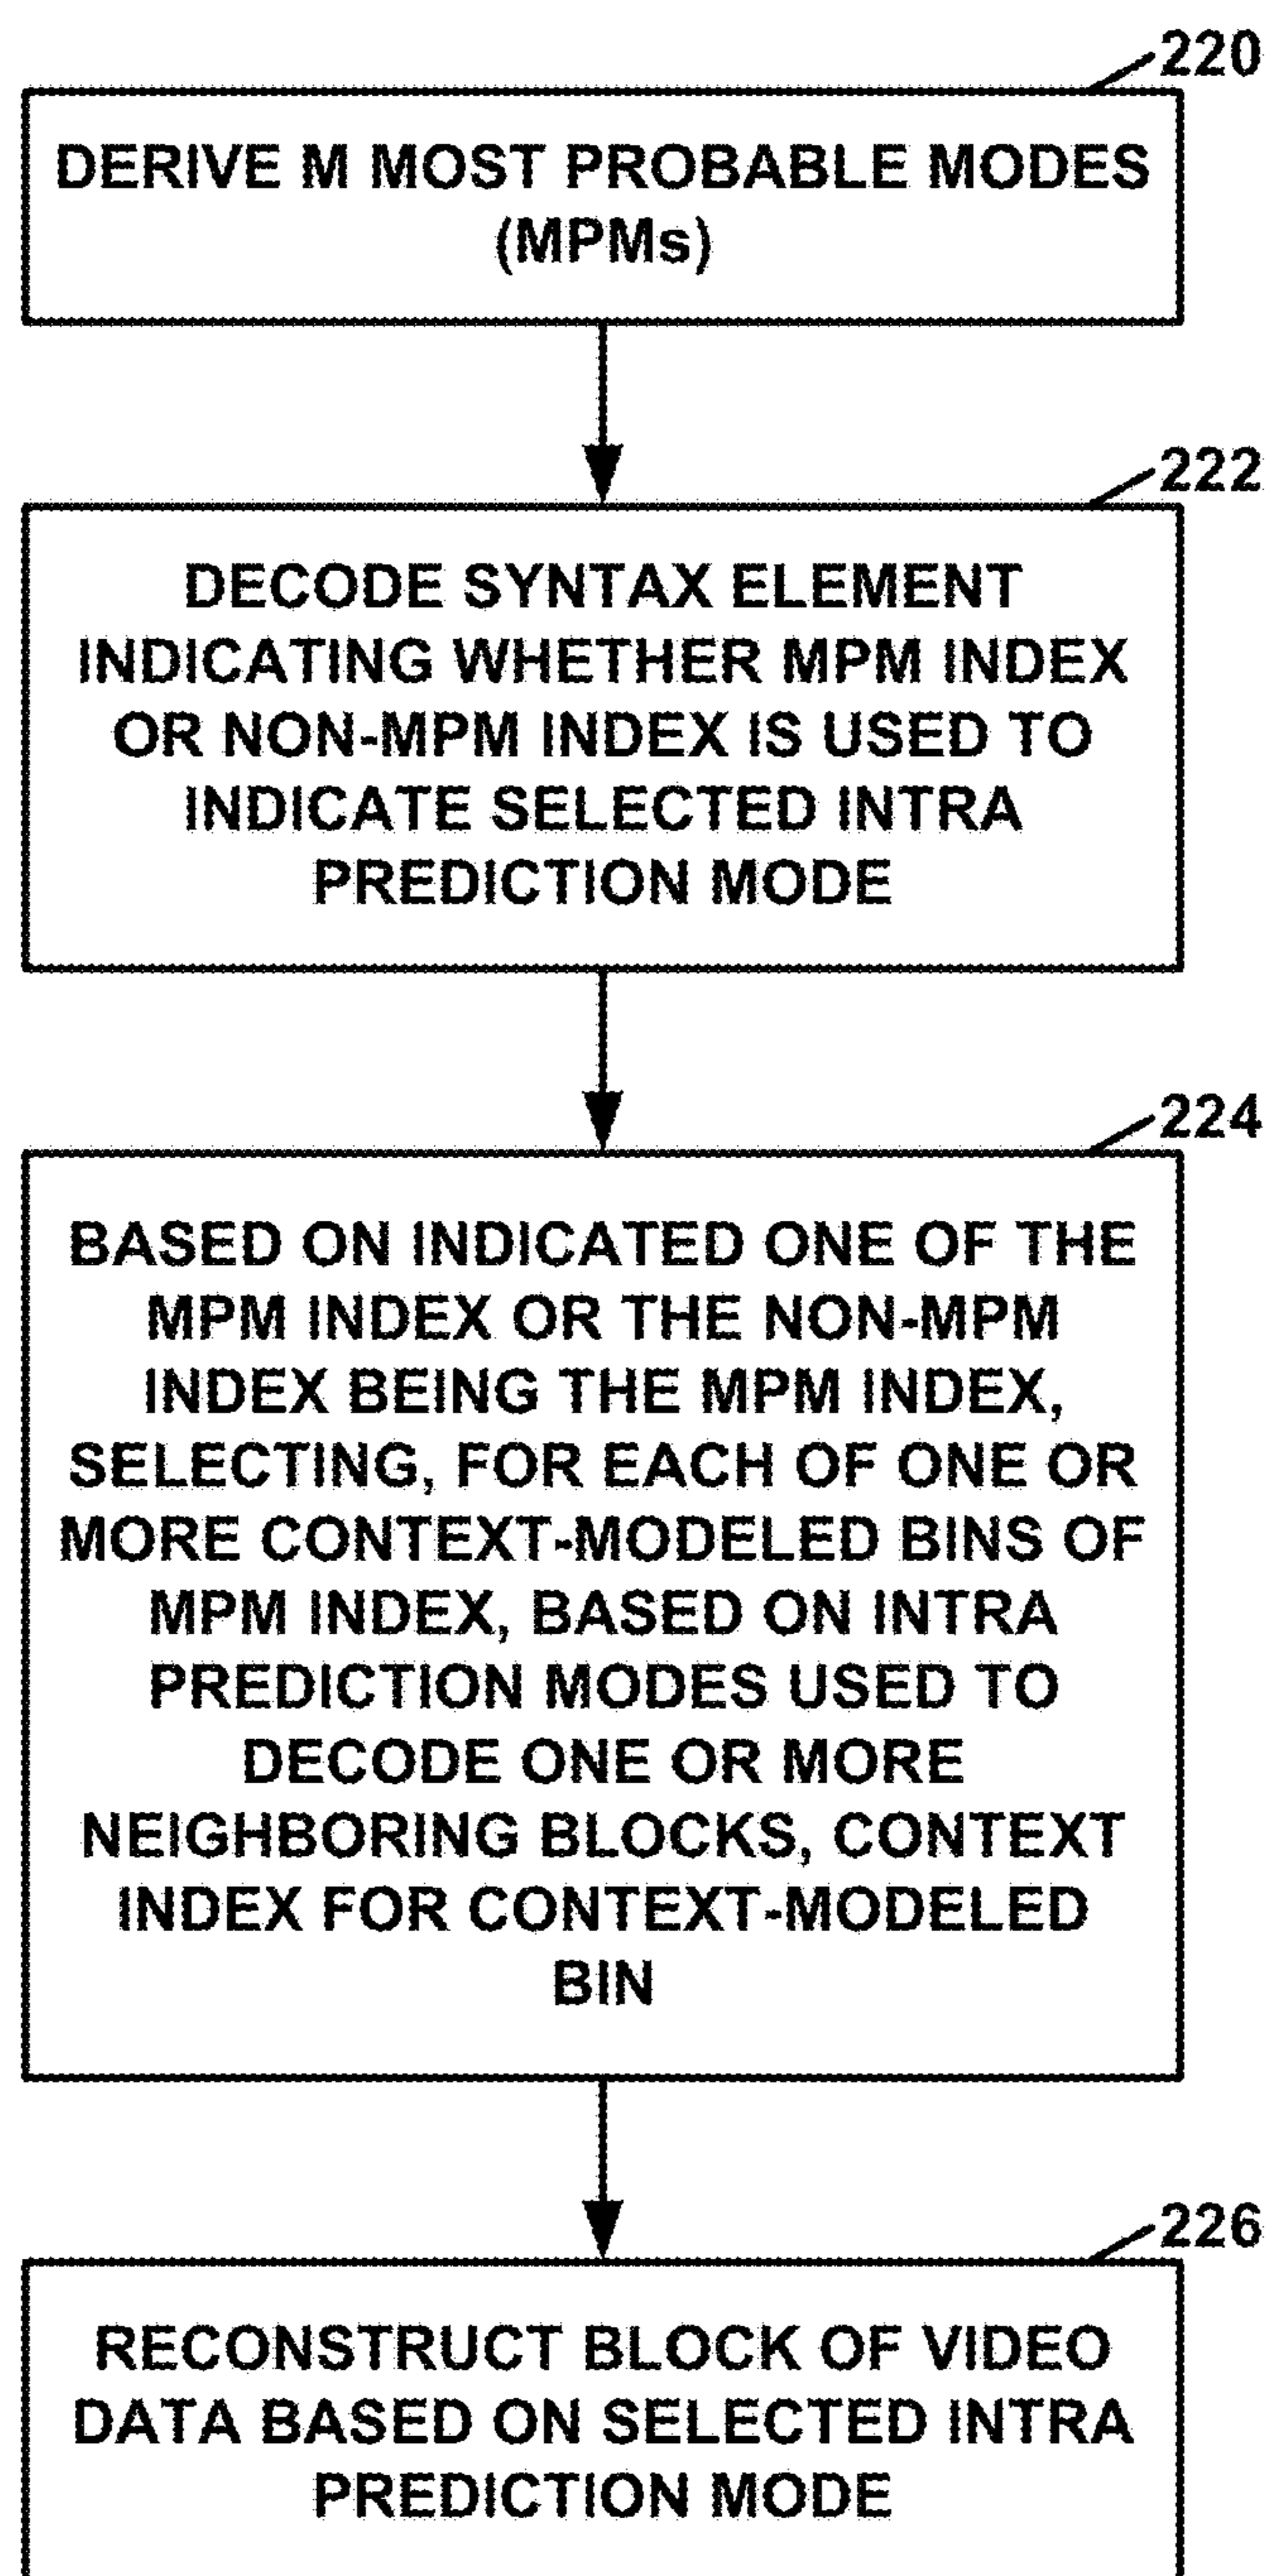 220
DERIVE M MOST PROBABLE MODES
(MPMs)
222
DECODE SYNTAX ELEMENT
INDICATING WHETHER MPM INDEX
OR NON-MPM INDEX IS USED TO
INDICATE SELECTED INTRA
PREDICTION MODE
224
BASED ON INDICATED ONE OF THE
MPM INDEX OR THE NON-MPM
INDEX BEING THE MPM INDEX,
SELECTING, FOR EACH OF ONE OR
MORE CONTEXT-MODELED BINS OF
MPM INDEX, BASED ON INTRA
PREDICTION MODES USED TO
DECODE ONE OR MORE
NEIGHBORING BLOCKS, CONTEXT
INDEX FOR CONTEXT-MODELED
BIN
226
RECONSTRUCT BLOCK OF VIDEO
DATA BASED ON SELECTED INTRA
PREDICTION MODE